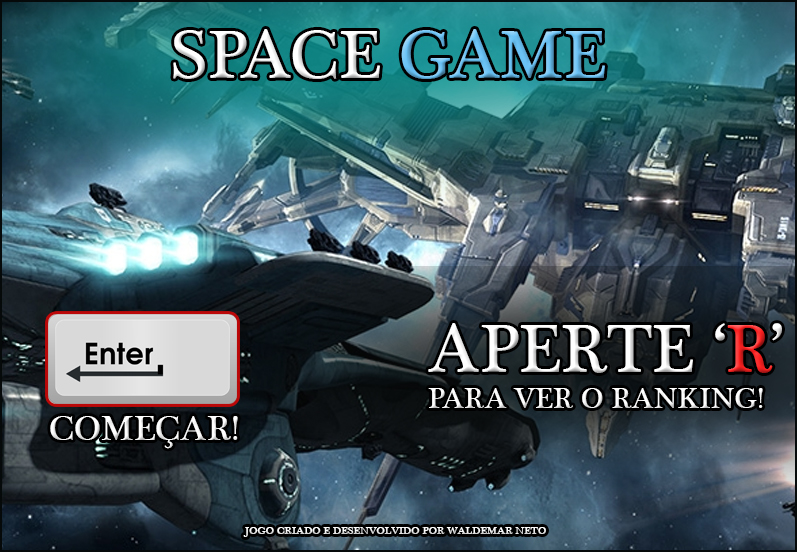 SPACE GAME
Enter
COMEÇAR!
APERTE ‘R’
PARA VER O RANKING!
JOGO CRIADO E DESENVOLVIDO POR WALDEMAR NETO